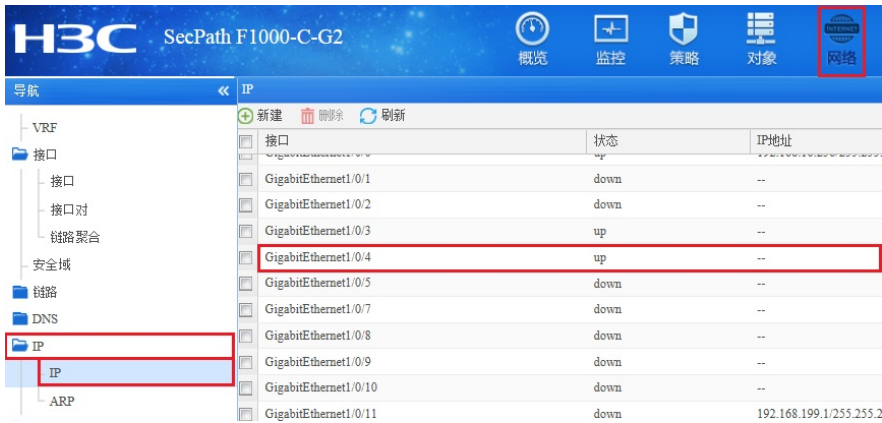 H3C SecPath F1000-C-G2
概览 监控 策略 对象 INTERNET 网络
导航 « IP
新建 删除 刷新
VRF
接口 状态 IP地址
接口
接口
接口对
链路聚合
安全域
链路
DNS
IP
IP
ARP
up
GigabitEthernet1/0/1 down --
GigabitEthernet1/0/2 down --
GigabitEthernet1/0/3 up --
GigabitEthernet1/0/4 up --
GigabitEthernet1/0/5 down --
GigabitEthernet1/0/7 down --
GigabitEthernet1/0/8 down --
GigabitEthernet1/0/9 down --
GigabitEthernet1/0/10 down --
GigabitEthernet1/0/11 down 192.168.199.1/255.255.2